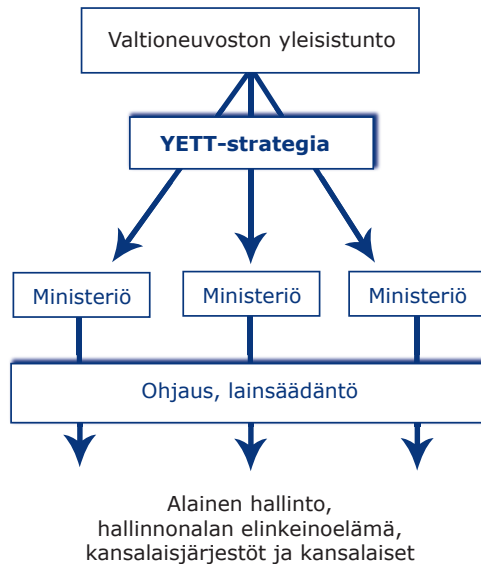 Valtioneuvoston yleisistunto
YETT-strategia
Ministeriö
Ministeriö
Ministeriö
Ohjaus, lainsäädäntö
Alainen hallinto,
hallinnonalan elinkeinoelämä,
kansalaisjärjestöt ja kansalaiset